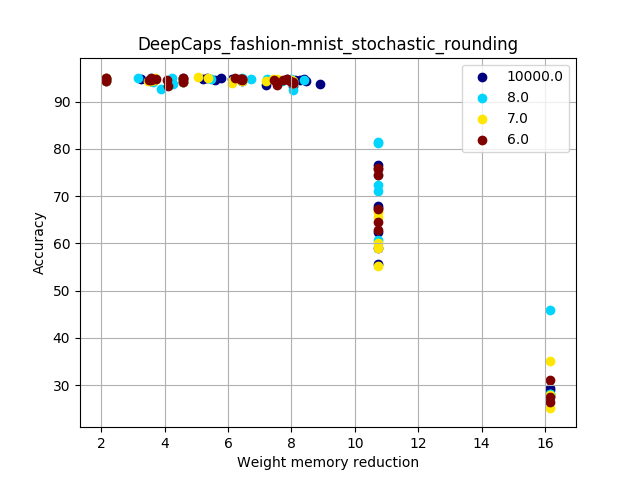 DeepCaps_fashion-mnist_stochastic_rounding
10000.0
8.0
7.0
6.0
90
80
70
60
50
40
30
Accuracy
2 4 6 8 10 12 14 16
Weight memory reduction